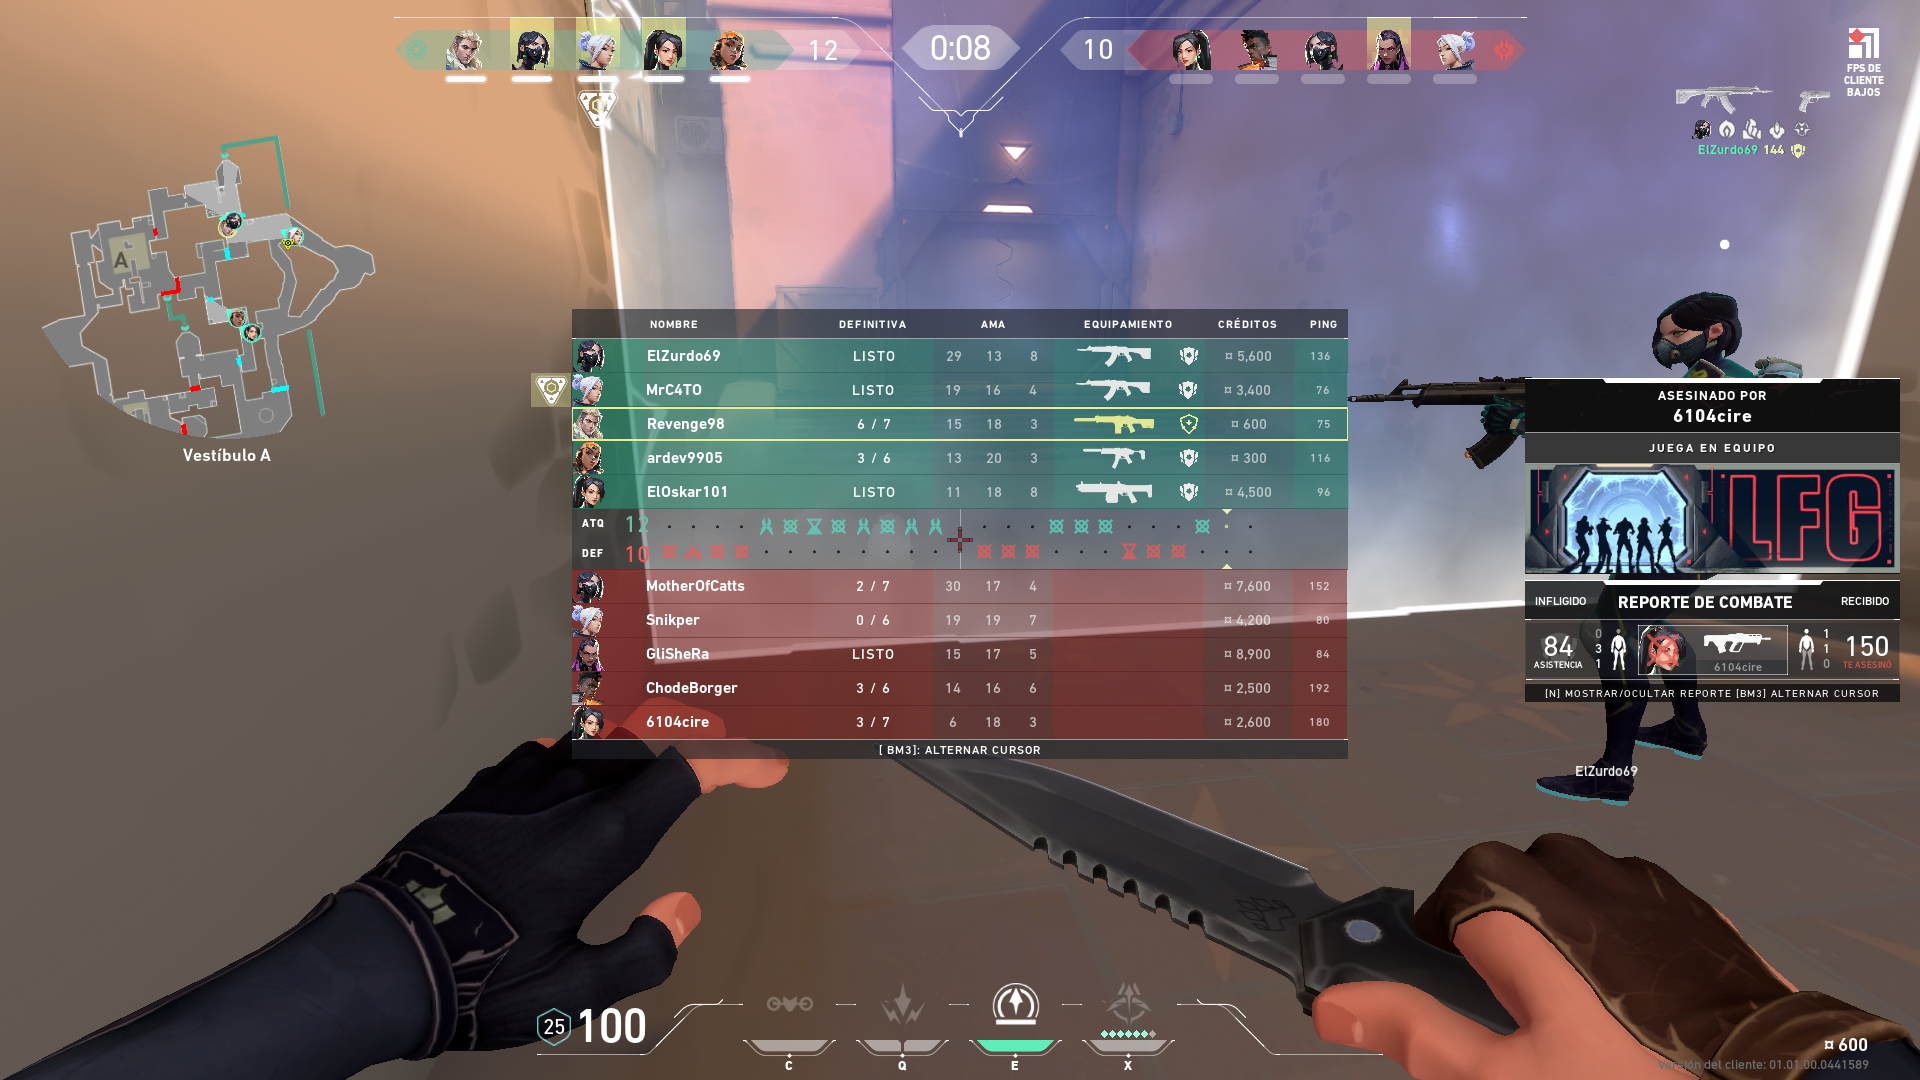 12
0:08
10
FPS DE
CLIENTE
BAJOS
ElZurdo69 144
A
Vestíbulo A
NOMBRE DEFINITIVA AMA EQUIPAMIENTO CRÉDITOS PING
ElZurdo69 LISTO 29 13 8 ¤ 5,600 136
MrC4TO LISTO 19 16 4 ¤ 3,400 76
Revenge98 6 / 7 15 18 3 ¤ 600 75
ardev9905 3 / 6 13 20 3 ¤ 300 116
ElOskar101 LISTO 11 18 8 ¤ 4,500 96
ATQ 12
DEF 10
MotherOfCatts 2 / 7 30 17 4 ¤ 7,600 152
Snikper 0 / 6 19 19 7 ¤ 4,200 80
GliSheRa LISTO 15 17 5 ¤ 8,900 84
ChodeBorger 3 / 6 14 16 6 ¤ 2,500 192
6104cire 3 / 7 6 18 3 ¤ 2,600 180
[ BM3]: ALTERNAR CURSOR
ASESINADO POR
6104cire
JUEGA EN EQUIPO
LFG
INFLIGIDO REPORTE DE COMBATE RECIBIDO
84 ASISTENCIA 0 3 1 6104cire 1 1 0 150 TE ASESINÓ
[N] MOSTRAR/OCULTAR REPORTE [BM3] ALTERNAR CURSOR
ElZurdo69
25 100
C Q E X
¤ 600
Versión del cliente: 01.01.00.0441589